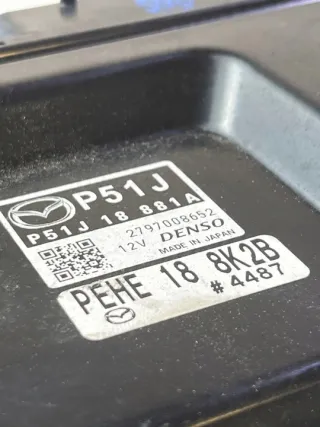 P51J
P51J 18 881A
2797008652
12V DENSO
MADE IN JAPAN
PEHE 18 8K2B
# 4487